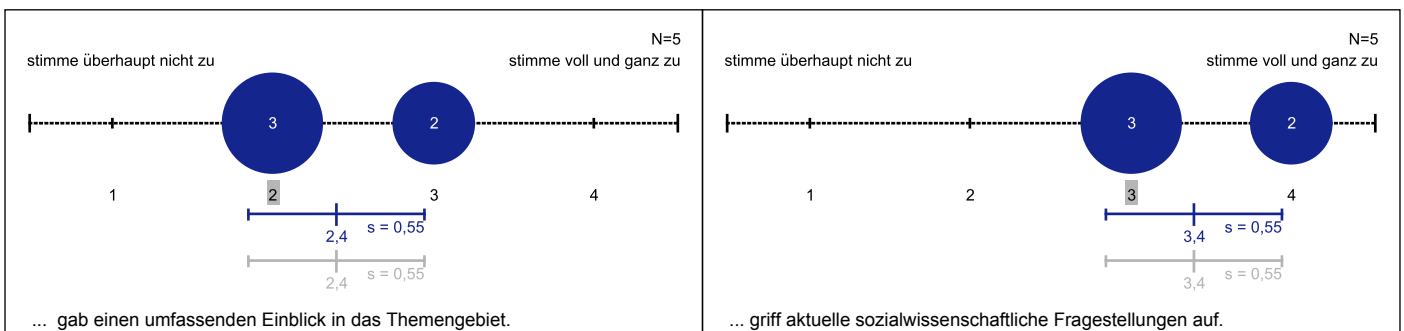 N=5
stimme überhaupt nicht zu stimme voll und ganz zu
3 2
1 2 3 4
s = 0,55
2,4
s = 0,55
2,4
... gab einen umfassenden Einblick in das Themengebiet.
N=5
stimme überhaupt nicht zu stimme voll und ganz zu
3 2
1 2 3 4
s = 0,55
3,4
s = 0,55
3,4
... griff aktuelle sozialwissenschaftliche Fragestellungen auf.